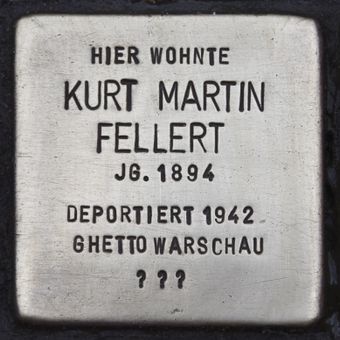 HIER WOHNTE
KURT MARTIN
FELLERT
JG. 1894
DEPORTIERT 1942
GHETTO WARSCHAU
? ? ?